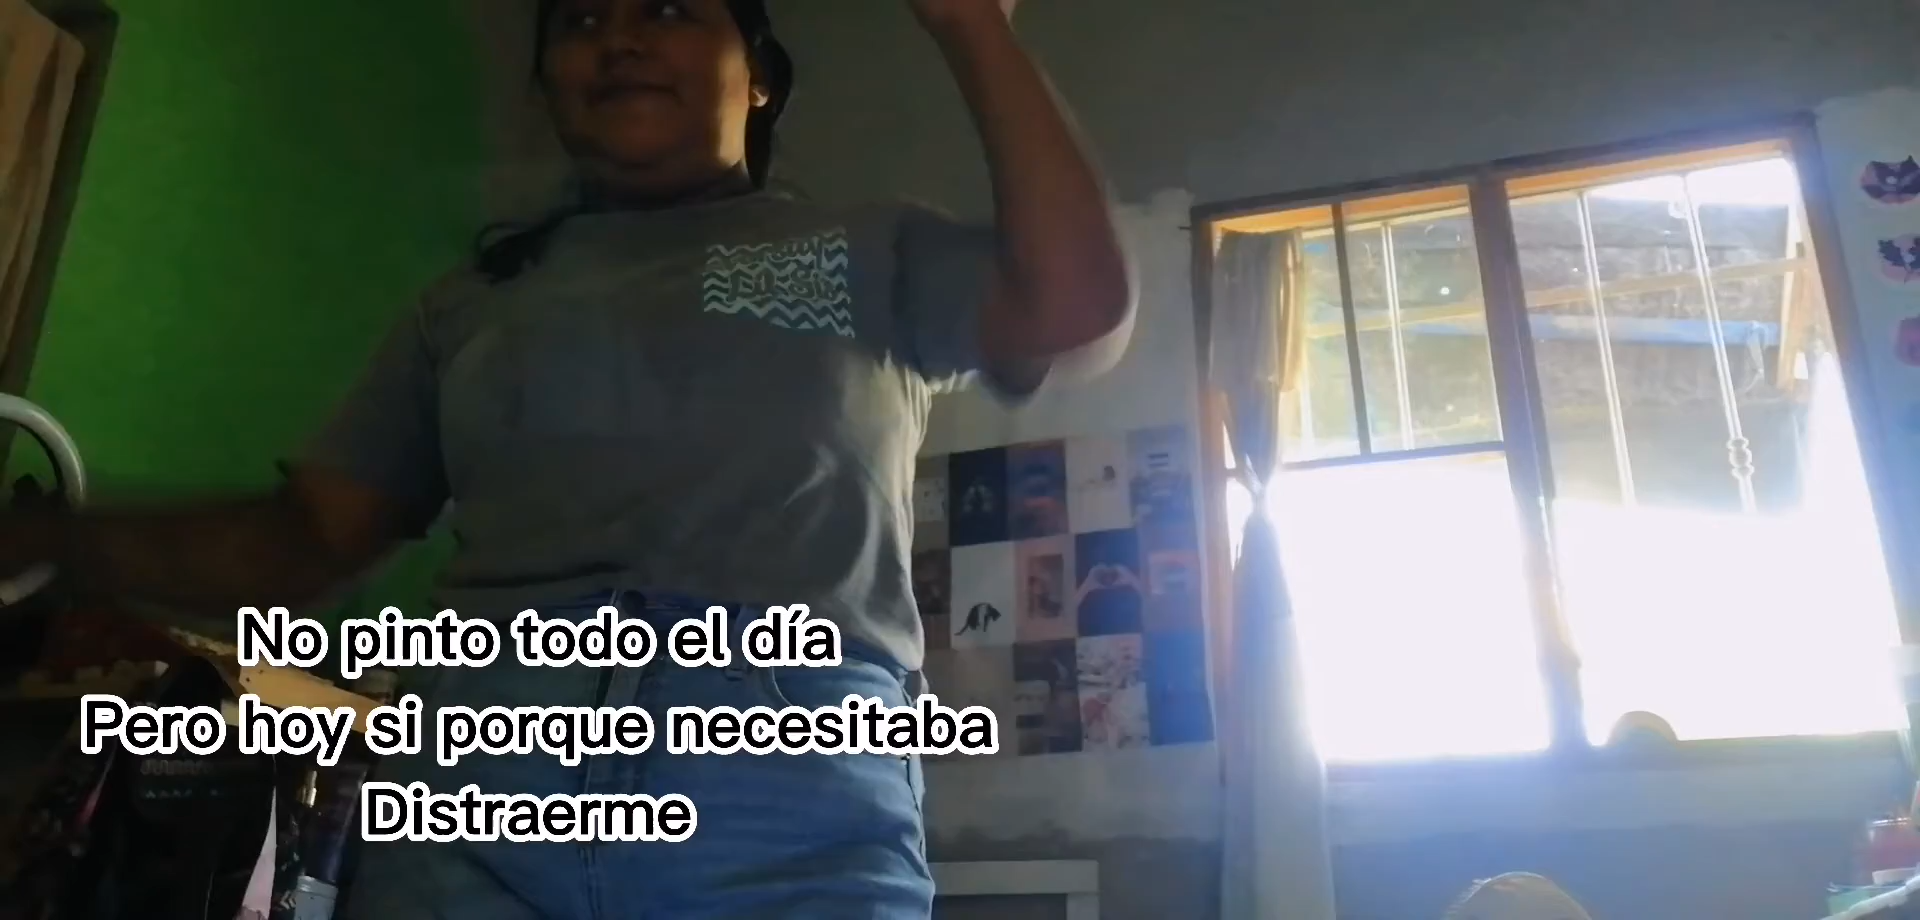 No pinto todo el día
Pero hoy si porque necesitaba
Distraerme